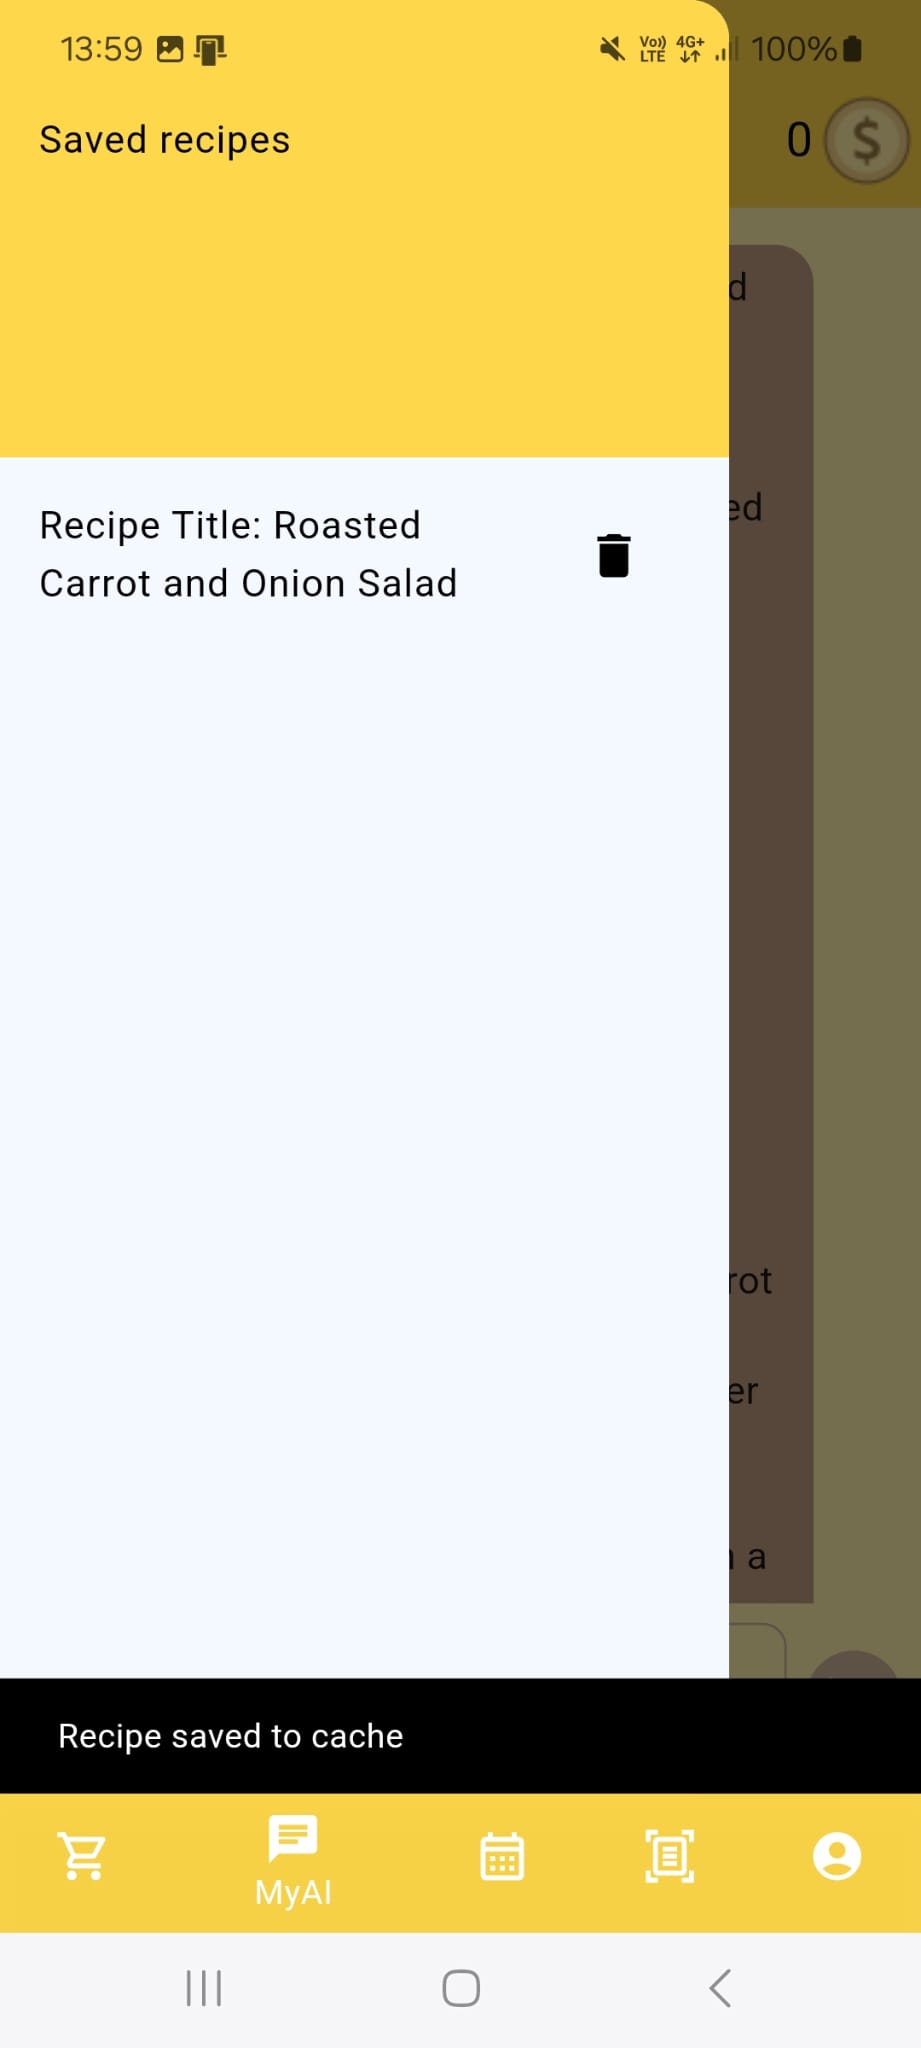 13:59
Vo)) LTE 4G+ 100%
Saved recipes
0
$
d
Recipe Title: Roasted
Carrot and Onion Salad
ed
rot
er
a
Recipe saved to cache
MyAI